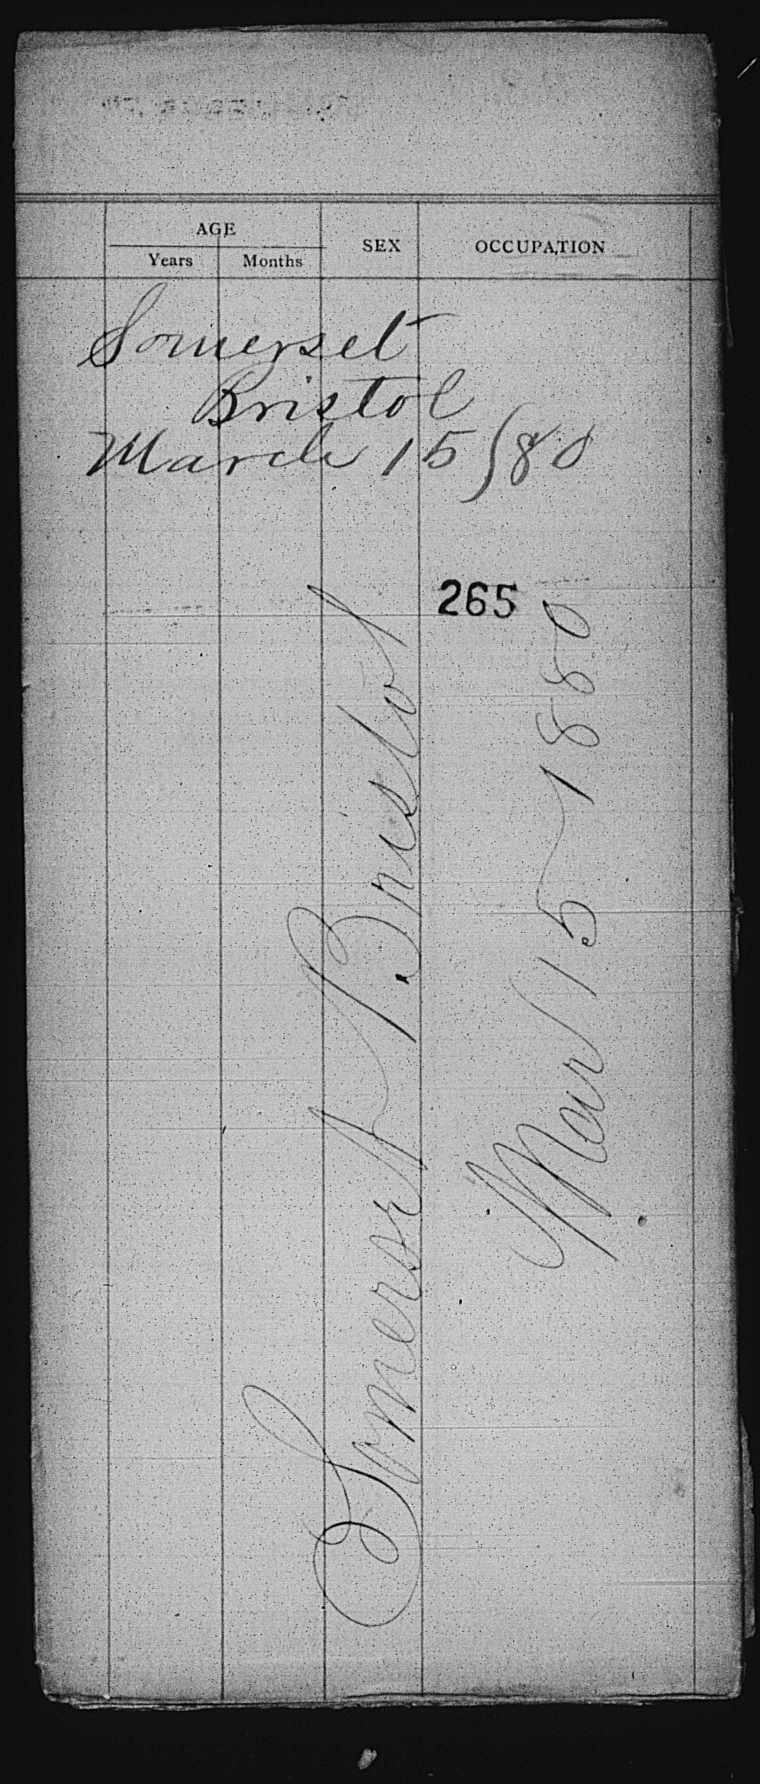 AGE
Years Months
SEX
OCCUPATION
Somerset
Bristol
March 15/80
265
Somerset Bristol
Mar 15 1880